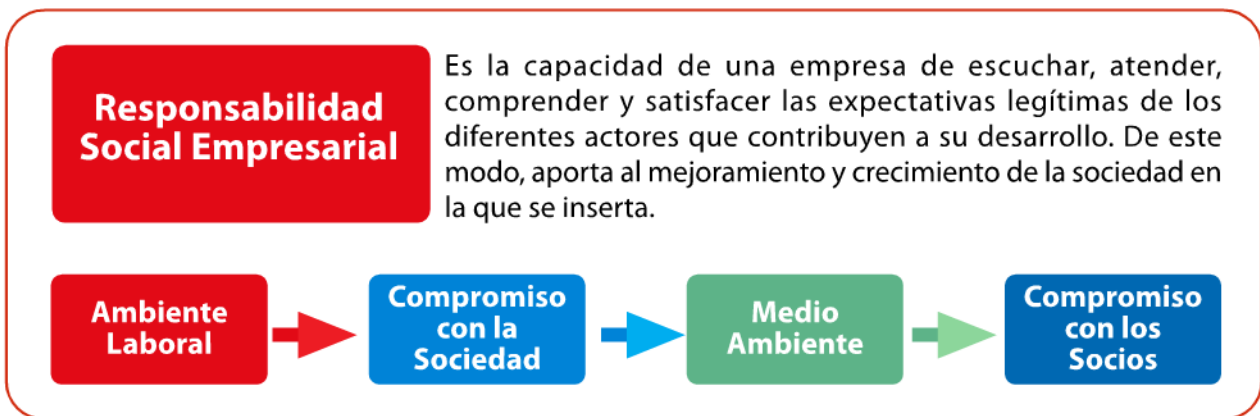 Responsabilidad
Social Empresarial
Es la capacidad de una empresa de escuchar, atender,
comprender y satisfacer las expectativas legítimas de los
diferentes actores que contribuyen a su desarrollo. De este
modo, aporta al mejoramiento y crecimiento de la sociedad en
la que se inserta.
Ambiente
Laboral
Compromiso
con la
Sociedad
Medio
Ambiente
Compromiso
con los
Socios